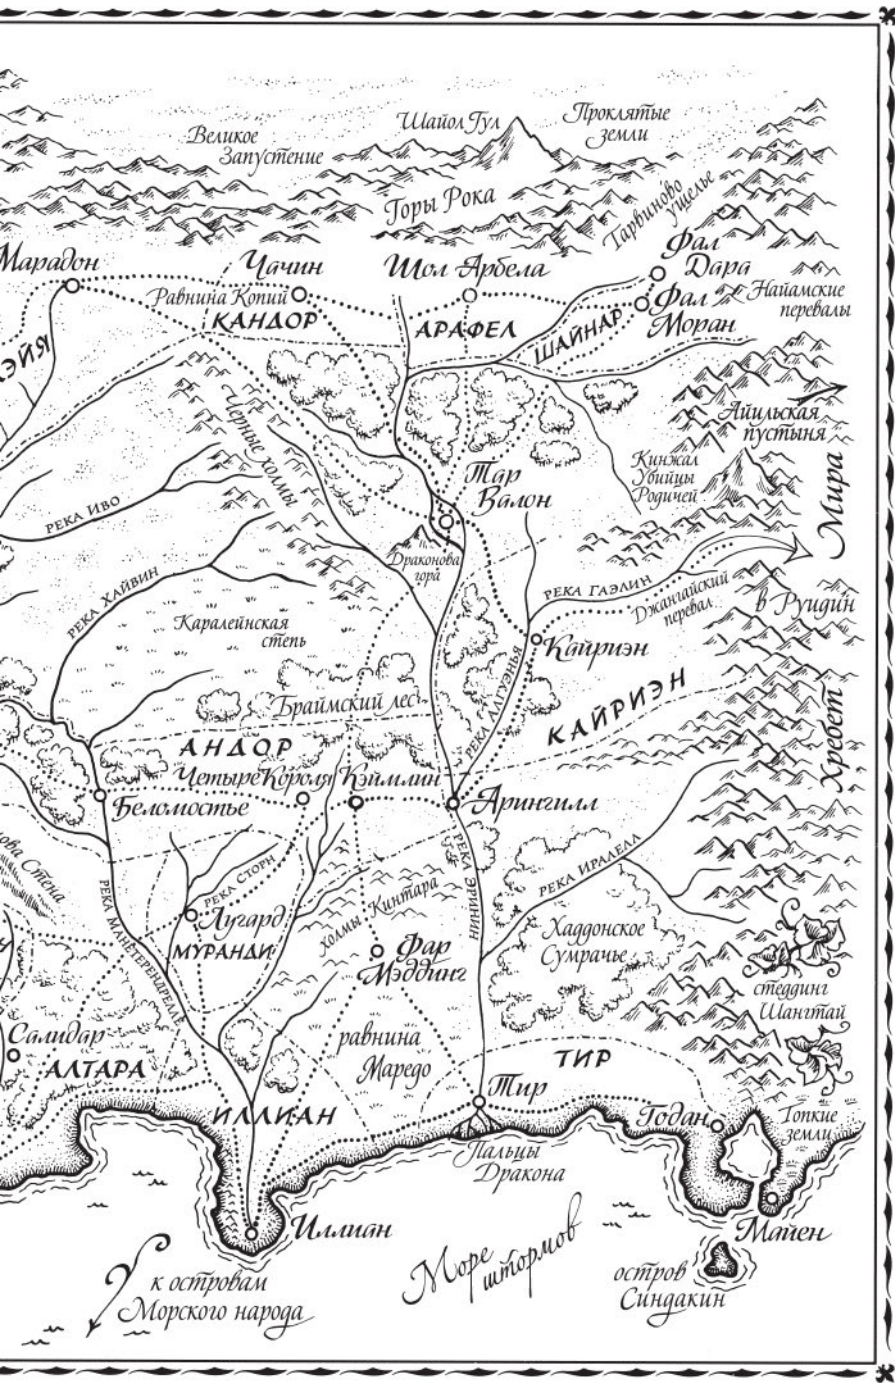 Великое
Запустение
Шайол Гул
Проклятые
земли
Горы Рока
Тарвиново
ущелье
Марадон
Чачин
Шол Арбела
Фал
Дара
Равнина Копий
КАНДОР
АРАФЕЛ
ШАЙНАР
Фал
Моран
Найамские
перевалы
Черные холмы
Айильская
пустыня
Кинжал
Убийцы
Родичей
Тар
Валон
РЕКА ИВО
Драконова
гора
РЕКА ХАЙВИН
РЕКА ГАЭЛИН
Джангайский
перевал
в Руидин
Хребет Мира
Каралейнская
степь
Кайриэн
РЕКА АЛГУЭНЬЯ
КАЙРИЭН
Браймский лес
АНДОР
Четыре Короля
Кэймлин
Беломостье
Арингилл
РЕКА ЭРИНИН
РЕКА МАНЕТЕРЕНДРЕЛЛЕ
РЕКА СТОРН
РЕКА ИРАЛЕЛЛ
Лугард
МУРАНДИ
холмы Кинтара
Фар
Мэддинг
Хаддонское
Сумрачье
стеддинг
Шангтай
Салидар
АЛТАРА
равнина
Маредо
ТИР
Тир
ИЛЛИАН
Годан
Топкие
земли
Пальцы
Дракона
Иллиан
Майен
Море
штормов
остров
Синдакин
к островам
Морского народа